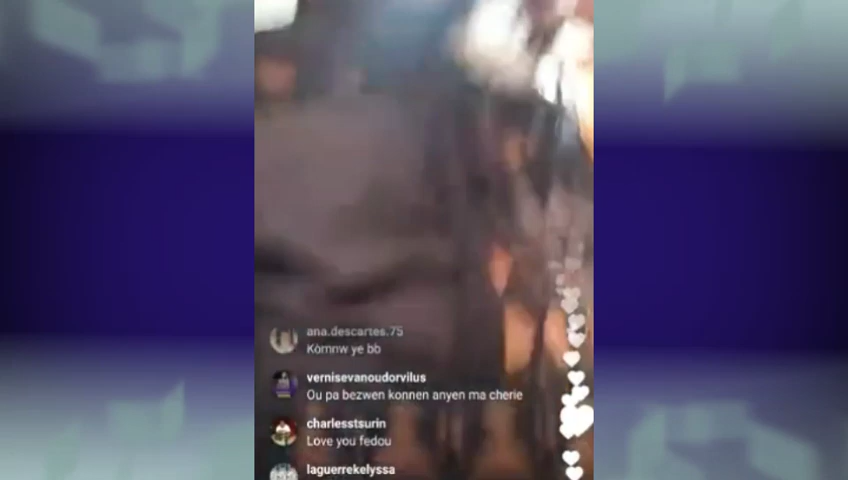 ana.descartes.75
Kòmnw ye bb
vernisevanoudorvilus
Ou pa bezwen konnen anyen ma cherie
charlesstsurin
Love you fedou
laguerrekelyssa